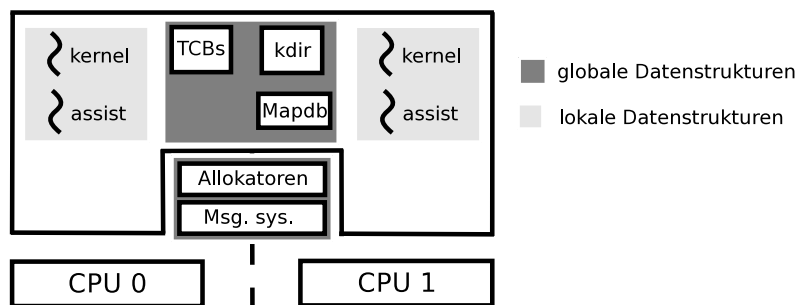 TCBs
kdir
kernel
kernel
globale Datenstrukturen
assist
Mapdb
assist
lokale Datenstrukturen
Allokatoren
Msg. sys.
CPU 0
CPU 1